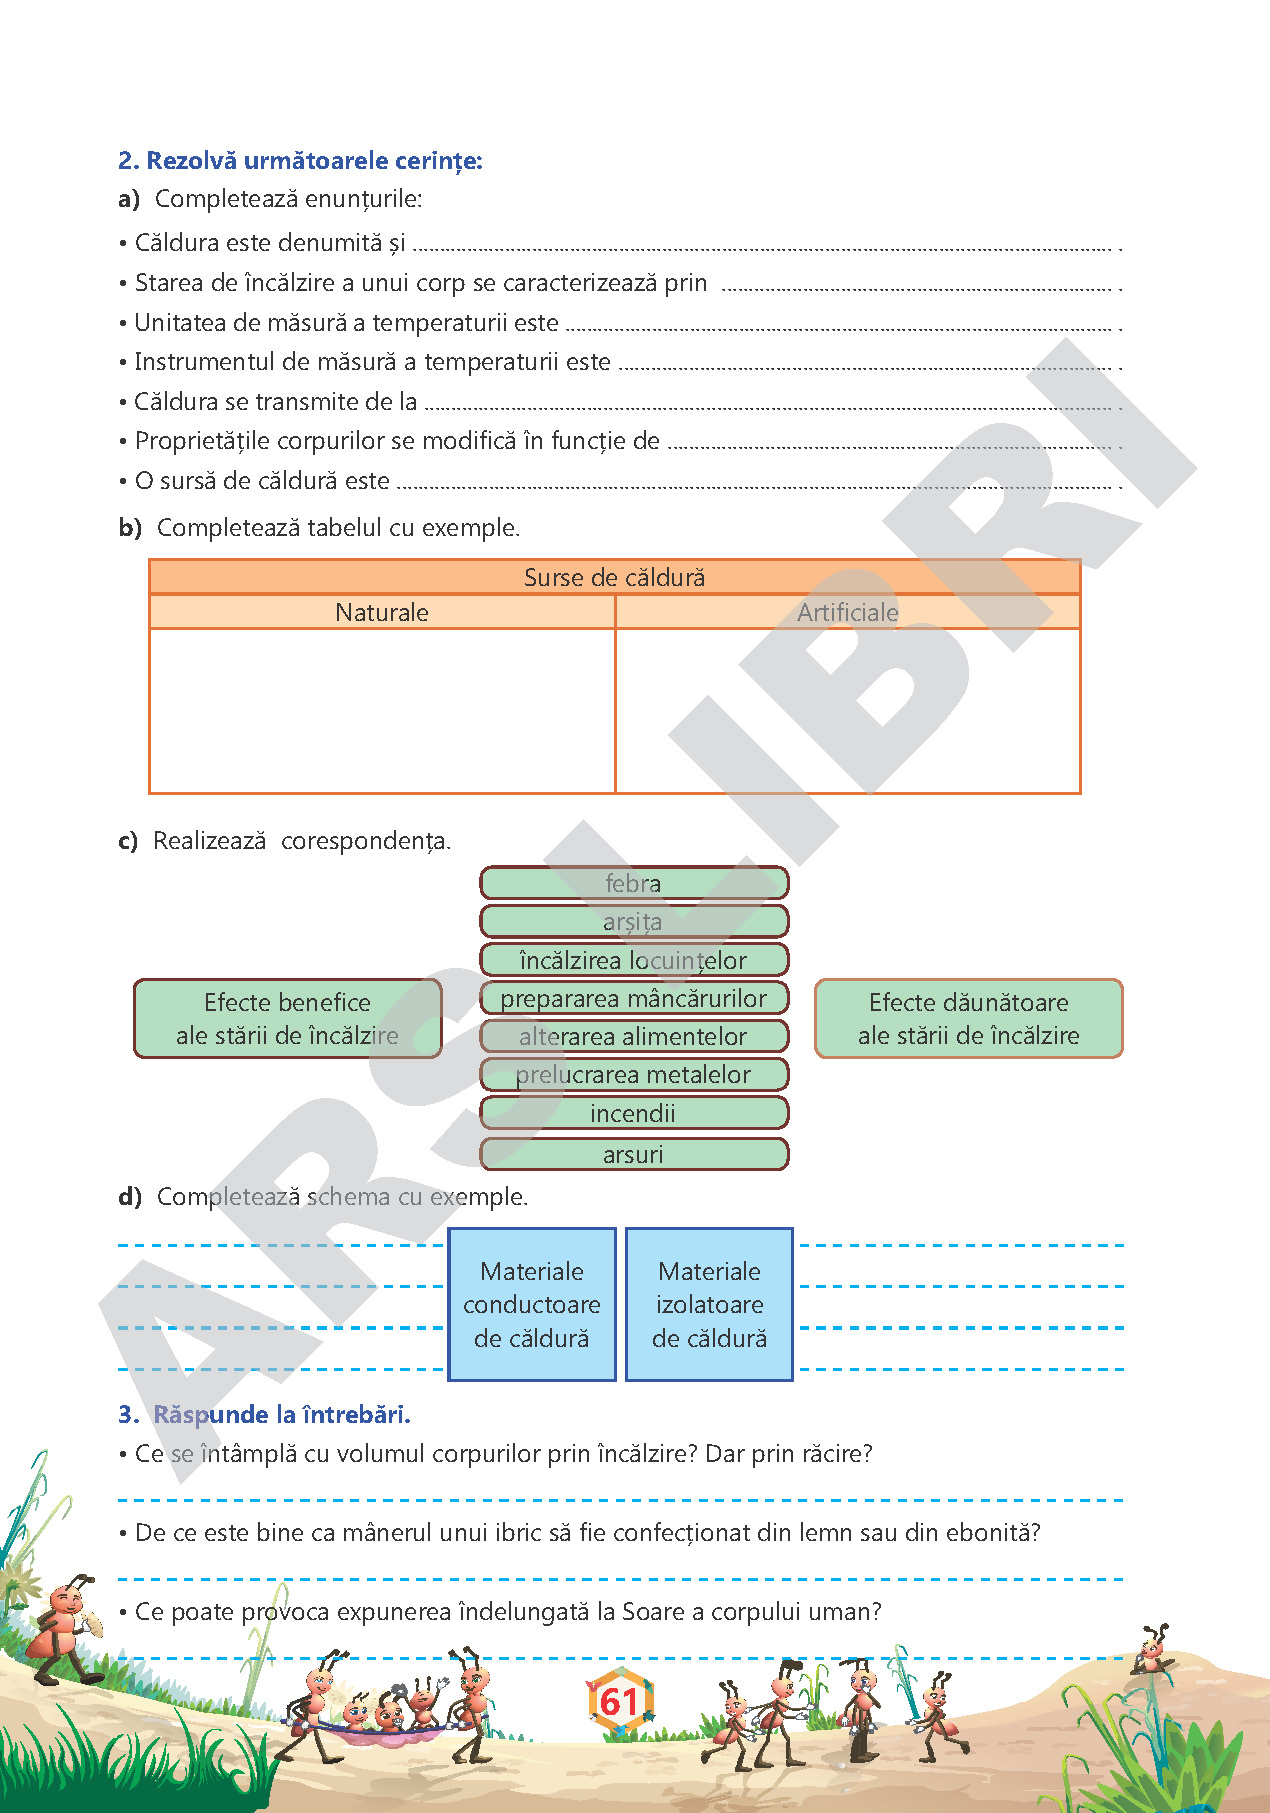 2. Rezolvă următoarele cerințe:
a) Completează enunțurile:
• Căldura este denumită și .................... .
• Starea de încălzire a unui corp se caracterizează prin .................... .
• Unitatea de măsură a temperaturii este .................... .
• Instrumentul de măsură a temperaturii este .................... .
• Căldura se transmite de la .................... .
• Proprietățile corpurilor se modifică în funcție de .................... .
• O sursă de căldură este .................... .
b) Completează tabelul cu exemple.
Surse de căldură
Naturale Artificiale
c) Realizează corespondența.
febra
arșița
încălzirea locuințelor
prepararea mâncărurilor
alterarea alimentelor
prelucrarea metalelor
incendii
arsuri
Efecte benefice
ale stării de încălzire
Efecte dăunătoare
ale stării de încălzire
d) Completează schema cu exemple.
Materiale
conductoare
de căldură
Materiale
izolatoare
de căldură
3. Răspunde la întrebări.
• Ce se întâmplă cu volumul corpurilor prin încălzire? Dar prin răcire?
• De ce este bine ca mânerul unui ibric să fie confecționat din lemn sau din ebonită?
• Ce poate provoca expunerea îndelungată la Soare a corpului uman?
61
ARS LIBRI